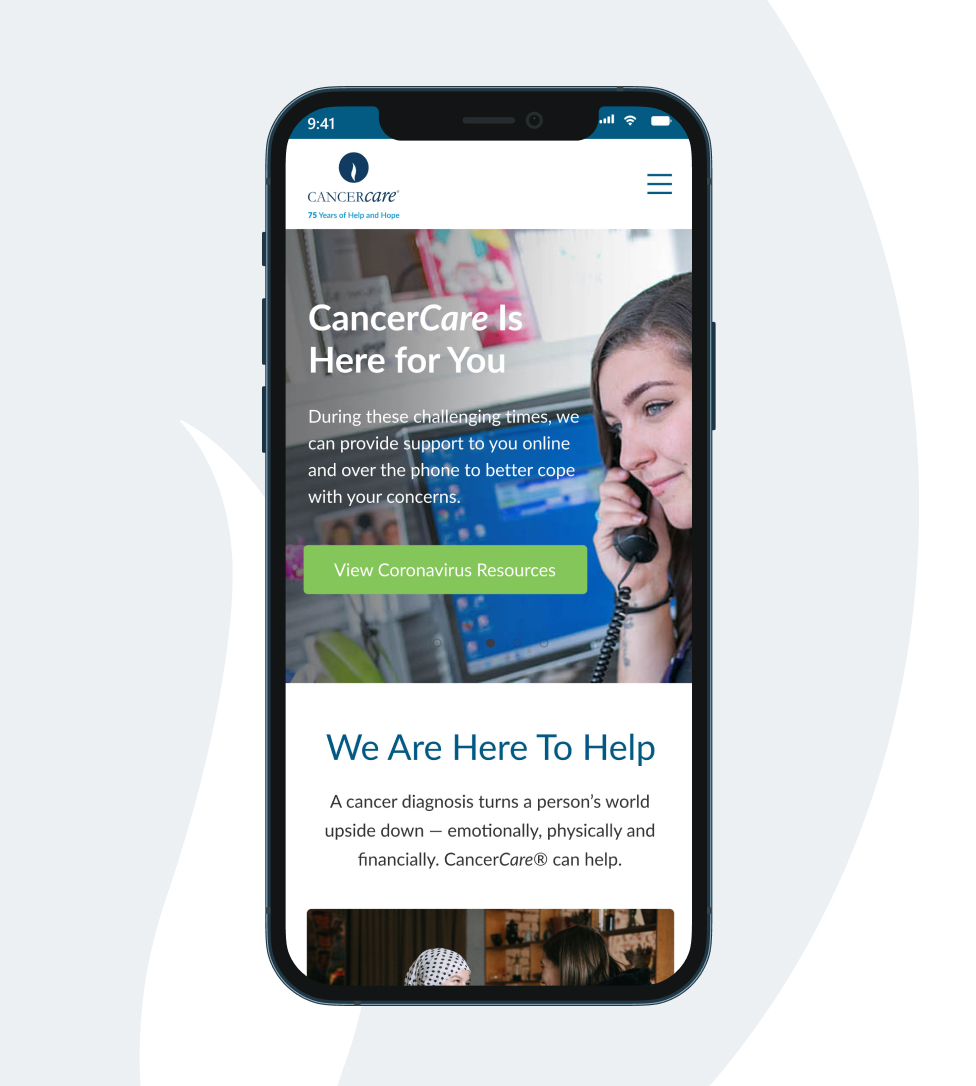 9:41
CANCERcare®
75 Years of Help and Hope
CancerCare Is
Here for You
During these challenging times, we
can provide support to you online
and over the phone to better cope
with your concerns.
View Coronavirus Resources
We Are Here To Help
A cancer diagnosis turns a person’s world
upside down — emotionally, physically and
financially. CancerCare® can help.